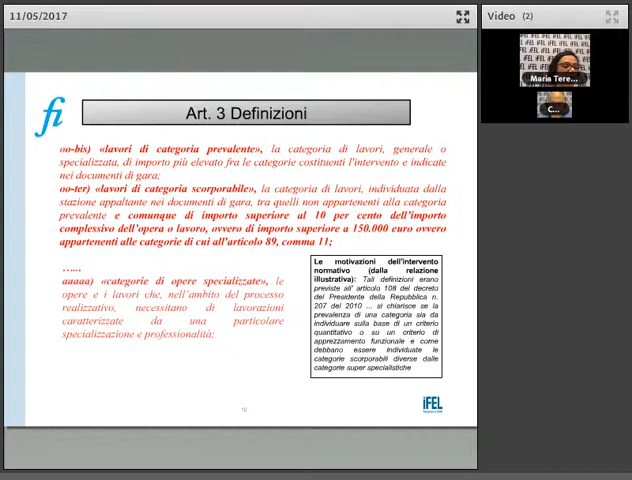 11/05/2017
Video (2)
iFEL iFEL iFEL
Maria Tere...
C...
fi
Art. 3 Definizioni
oo-bis) «lavori di categoria prevalente», la categoria di lavori, generale o
specializzata, di importo più elevato fra le categorie costituenti l'intervento e indicate
nei documenti di gara;
oo-ter) «lavori di categoria scorporabile», la categoria di lavori, individuata dalla
stazione appaltante nei documenti di gara, tra quelli non appartenenti alla categoria
prevalente e comunque di importo superiore al 10 per cento dell'importo
complessivo dell'opera o lavoro, ovvero di importo superiore a 150.000 euro ovvero
appartenenti alle categorie di cui all'articolo 89, comma 11;
…...
aaaaa) «categorie di opere specializzate», le
opere e i lavori che, nell'ambito del processo
realizzativo, necessitano di lavorazioni
caratterizzate da una particolare
specializzazione e professionalità;
Le motivazioni dell'intervento
normativo (dalla relazione
illustrativa): Tali definizioni erano
previste all' articolo 108 del decreto
del Presidente della Repubblica n.
207 del 2010 ... si chiarisce se la
prevalenza di una categoria sia da
individuare sulla base di un criterio
quantitativo o su un criterio di
apprezzamento funzionale e come
debbano essere individuate le
categorie scorporabili diverse dalle
categorie super specialistiche
16
iFEL